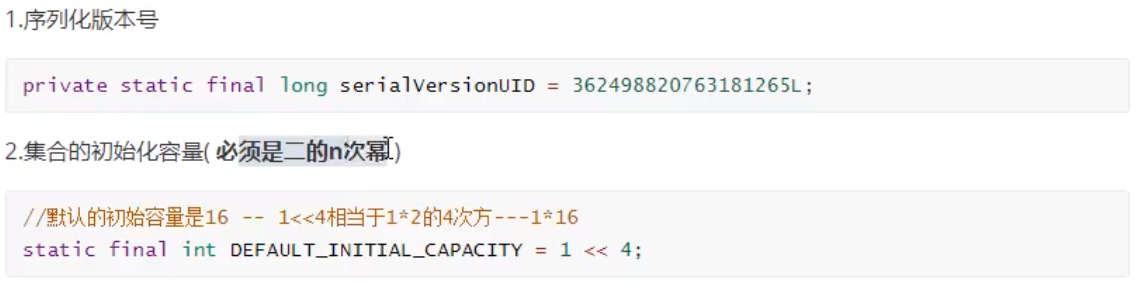 1.序列化版本号
private static final long serialVersionUID = 362498820763181265L;
2.集合的初始化容量( 必须是二的n次幂 )
//默认的初始容量是16 -- 1<<4相当于1*2的4次方---1*16
static final int DEFAULT_INITIAL_CAPACITY = 1 << 4;